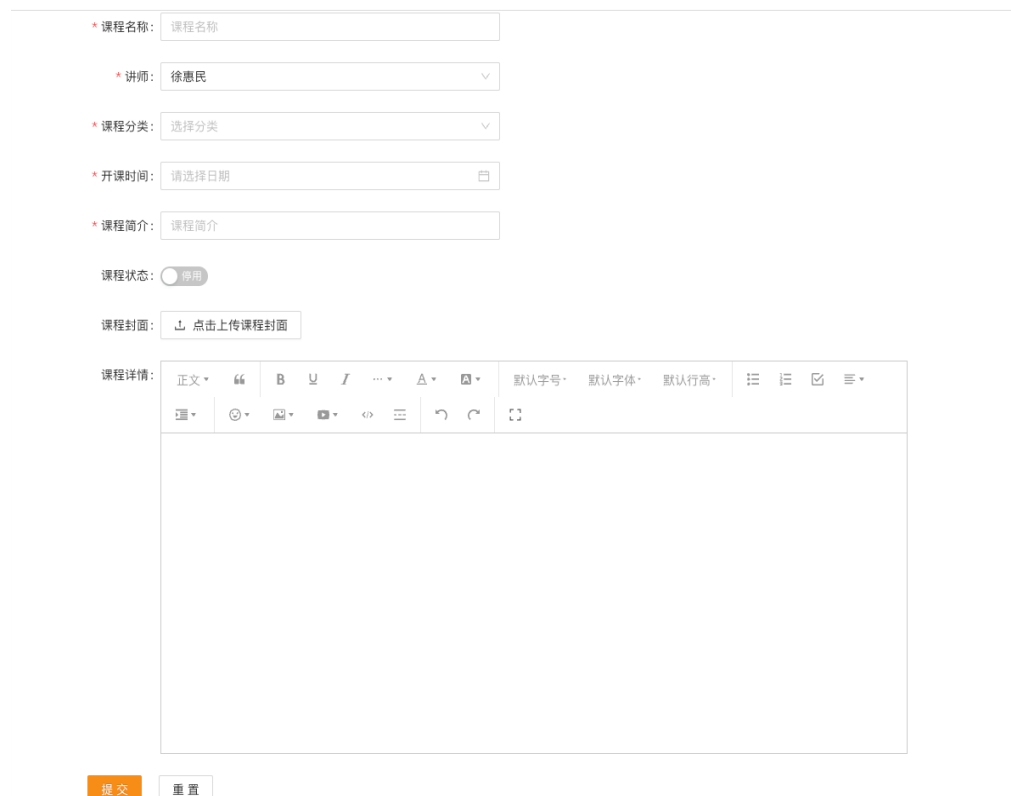 * 课程名称: 课程名称
* 讲师: 徐惠民
* 课程分类: 选择分类
* 开课时间: 请选择日期
* 课程简介: 课程简介
课程状态: 停用
课程封面: 点击上传课程封面
课程详情: 正文 B U I ... A A 默认字号 默认字体 默认行高
提交 重置